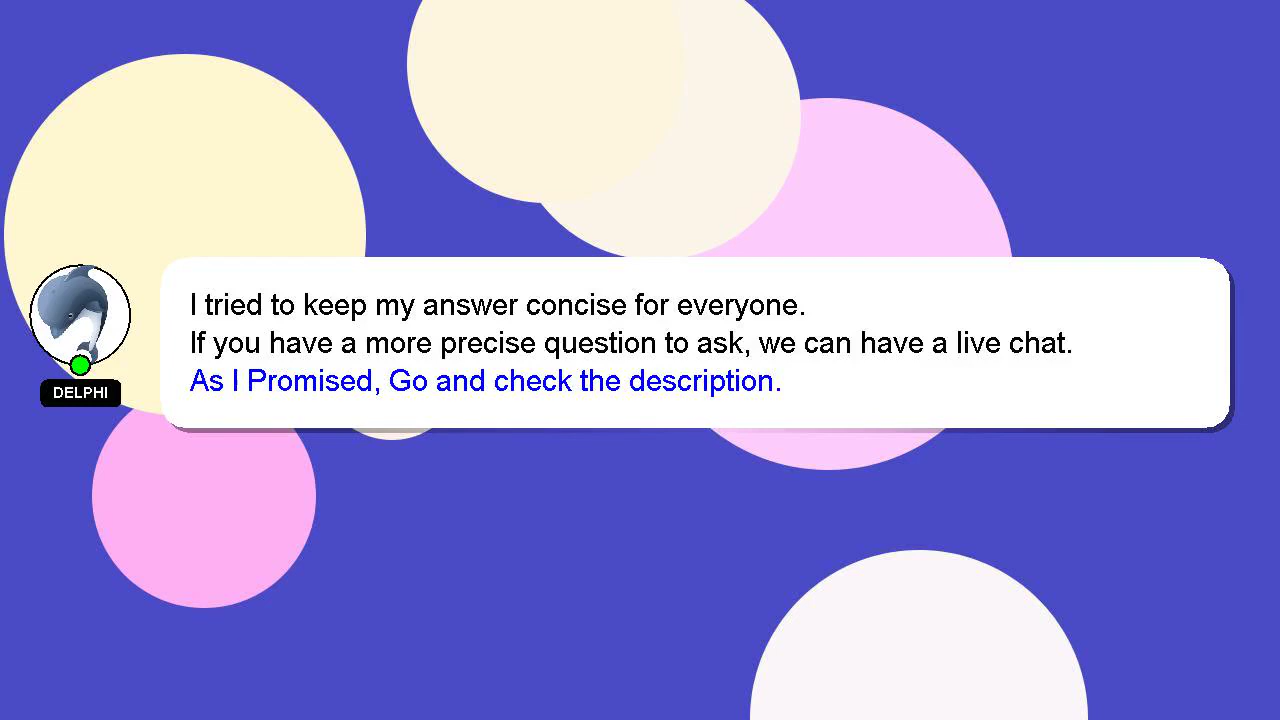 I tried to keep my answer concise for everyone.
If you have a more precise question to ask, we can have a live chat.
As I Promised, Go and check the description.
DELPHI